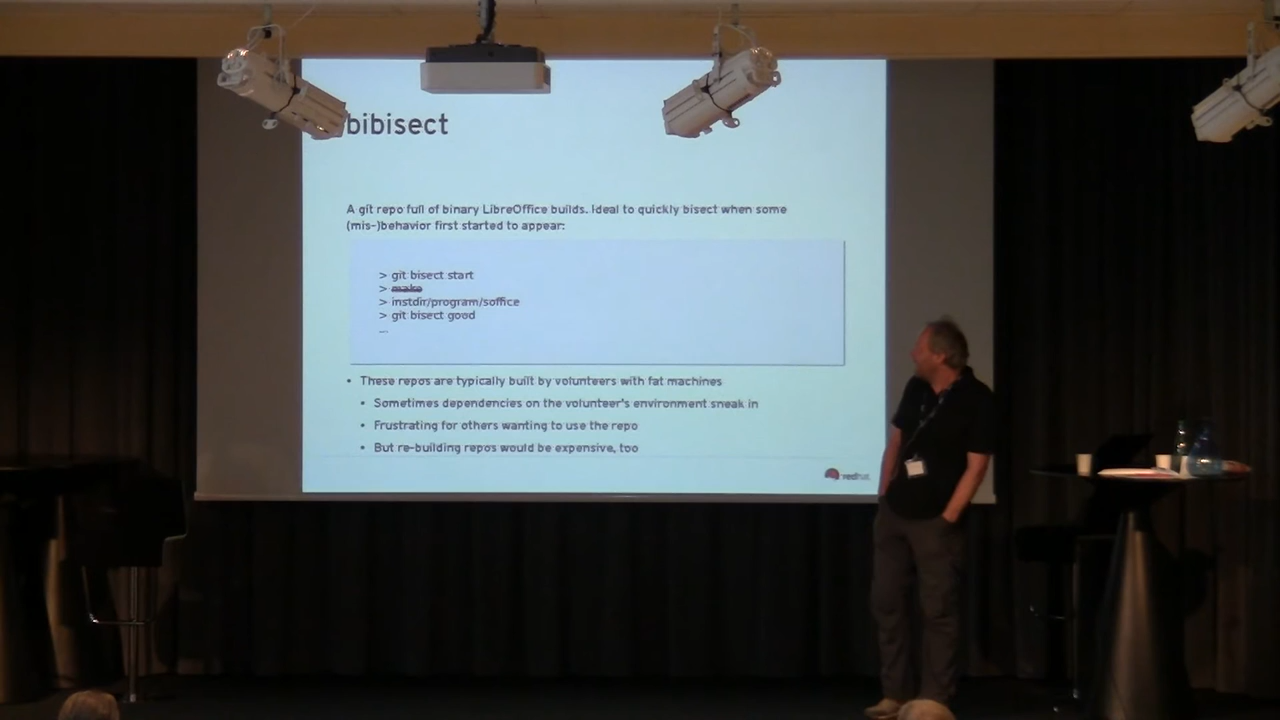 bibisect
A git repo full of binary LibreOffice builds. Ideal to quickly bisect when some
(mis-)behavior first started to appear:
> git bisect start
> make
> instdir/program/soffice
> git bisect good
...
• These repos are typically built by volunteers with fat machines
• Sometimes dependencies on the volunteer's environment sneak in
• Frustrating for others wanting to use the repo
• But re-building repos would be expensive, too
redhat